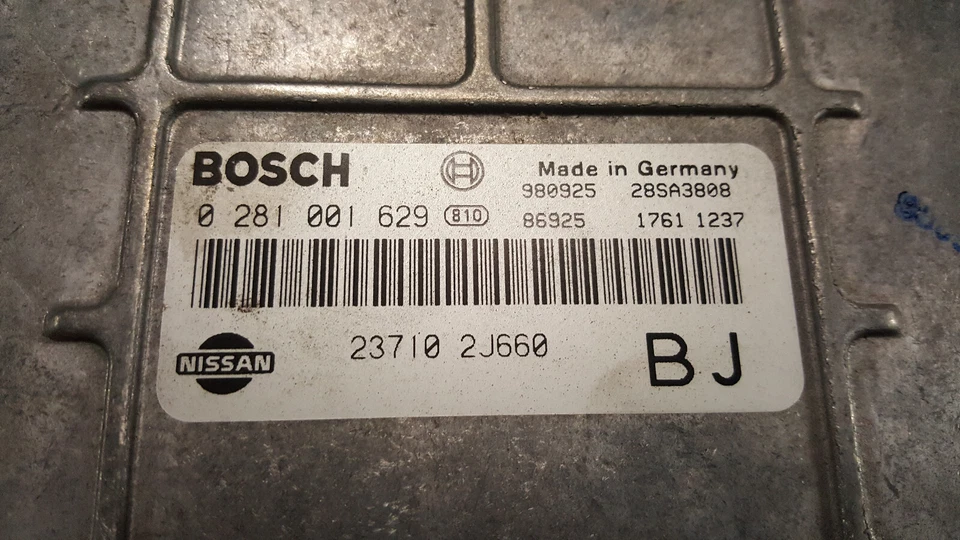 BOSCH Made in Germany
980925 28SA3808
0 281 001 629 810 86925 1761 1237
NISSAN 23710 2J660 BJ